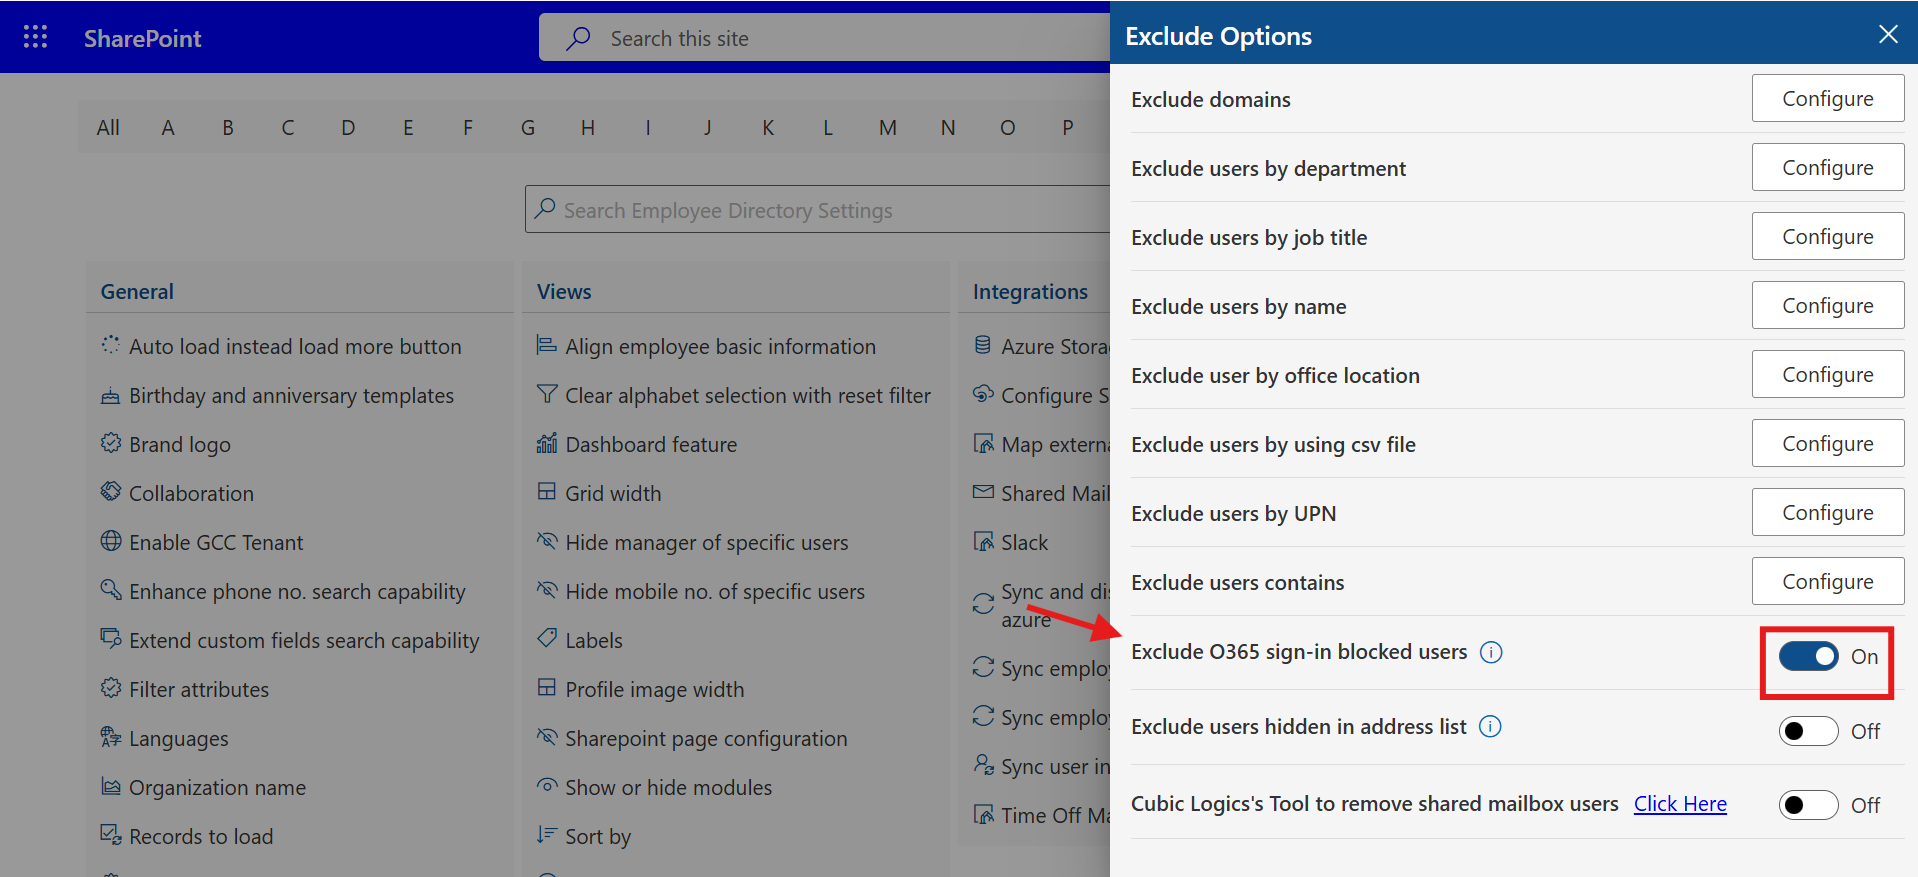 SharePoint
Search this site
All A B C D E F G H I J K L M N O P
Search Employee Directory Settings
General
Auto load instead load more button
Birthday and anniversary templates
Brand logo
Collaboration
Enable GCC Tenant
Enhance phone no. search capability
Extend custom fields search capability
Filter attributes
Languages
Organization name
Records to load
Views
Align employee basic information
Clear alphabet selection with reset filter
Dashboard feature
Grid width
Hide manager of specific users
Hide mobile no. of specific users
Labels
Profile image width
Sharepoint page configuration
Show or hide modules
Sort by
Integrations
Azure
Configure
Map
Shared
Slack
Sync and
azure
Sync
Sync
Sync user
Time Off
Exclude Options
Exclude domains Configure
Exclude users by department Configure
Exclude users by job title Configure
Exclude users by name Configure
Exclude user by office location Configure
Exclude users by using csv file Configure
Exclude users by UPN Configure
Exclude users contains Configure
Exclude O365 sign-in blocked users On
Exclude users hidden in address list Off
Cubic Logics's Tool to remove shared mailbox users Click Here Off